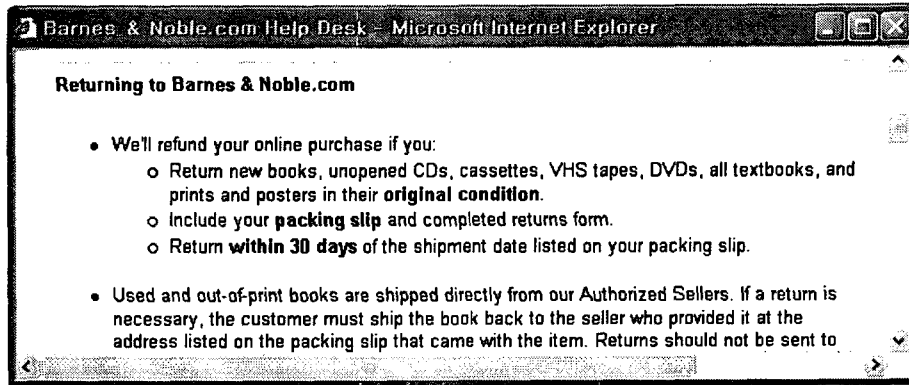 Barnes & Noble.com Help Desk - Microsoft Internet Explorer
Returning to Barnes & Noble.com
• We'll refund your online purchase if you:
o Return new books, unopened CDs, cassettes, VHS tapes, DVDs, all textbooks, and
prints and posters in their original condition.
o Include your packing slip and completed returns form.
o Return within 30 days of the shipment date listed on your packing slip.
• Used and out-of-print books are shipped directly from our Authorized Sellers. If a return is
necessary, the customer must ship the book back to the seller who provided it at the
address listed on the packing slip that came with the item. Returns should not be sent to